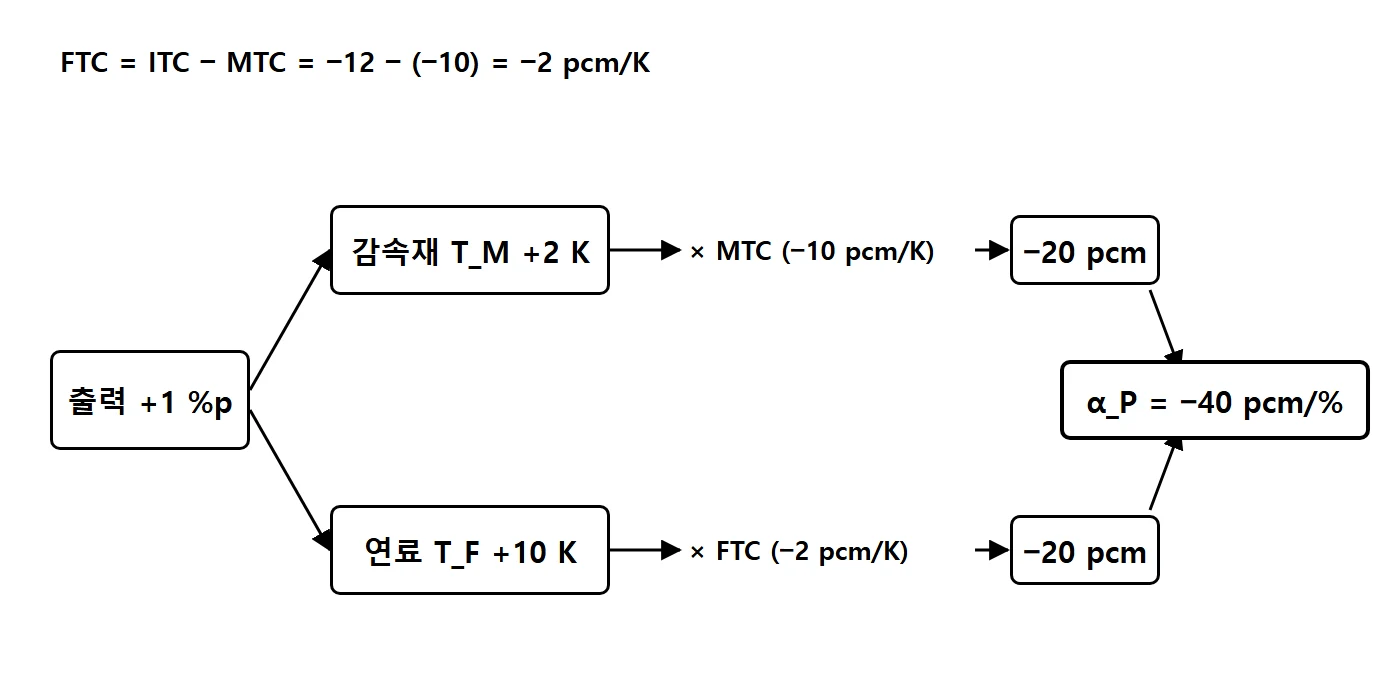 FTC = ITC − MTC = −12 − (−10) = −2 pcm/K
감속재 T_M +2 K
× MTC (−10 pcm/K)
−20 pcm
출력 +1 %p
α_P = −40 pcm/%
연료 T_F +10 K
× FTC (−2 pcm/K)
−20 pcm